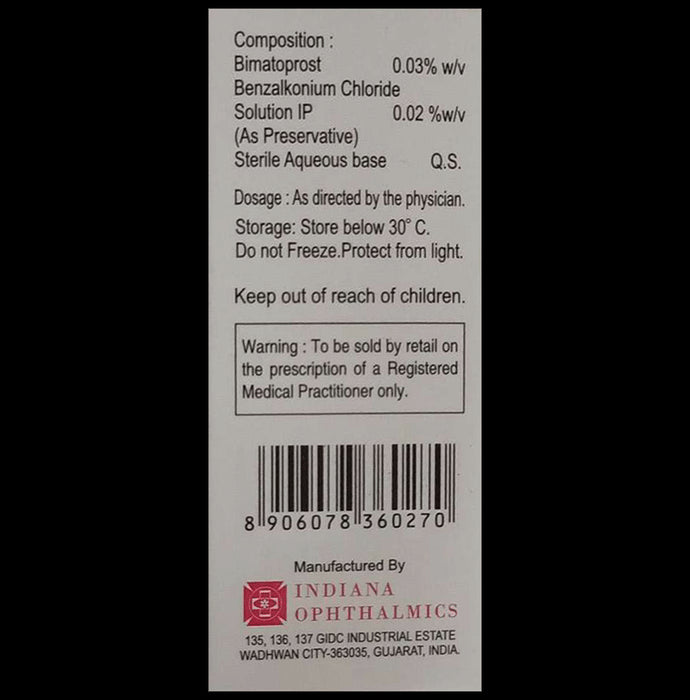 Composition :
Bimatoprost 0.03% w/v
Benzalkonium Chloride
Solution IP 0.02 %w/v
(As Preservative)
Sterile Aqueous base Q.S.
Dosage : As directed by the physician.
Storage: Store below 30° C.
Do not Freeze.Protect from light.
Keep out of reach of children.
Warning : To be sold by retail on
the prescription of a Registered
Medical Practitioner only.
8 906078 360270
Manufactured By
INDIANA
OPHTHALMICS
135, 136, 137 GIDC INDUSTRIAL ESTATE
WADHWAN CITY-363035, GUJARAT, INDIA.